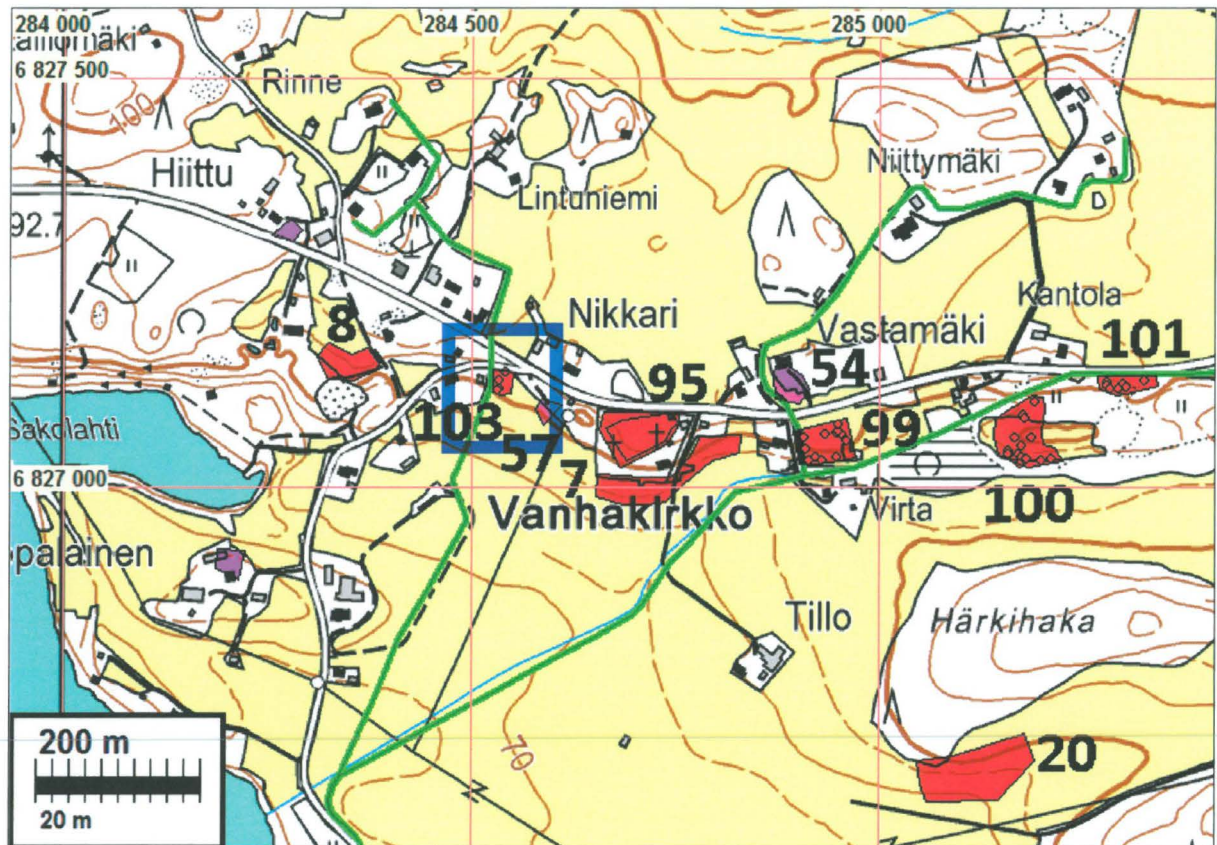 284 000
284 500
285 000
6 827 500
Rinne
100
Hiittu
Lintuniemi
Niittymäki
92.7
Nikkari
Kantola
Vastamäki
101
8
95
54
103
99
57
7
6 827 000
Vanhakirkko
Virta
100
Tillo
Härkihaka
200 m
70
20
20 m